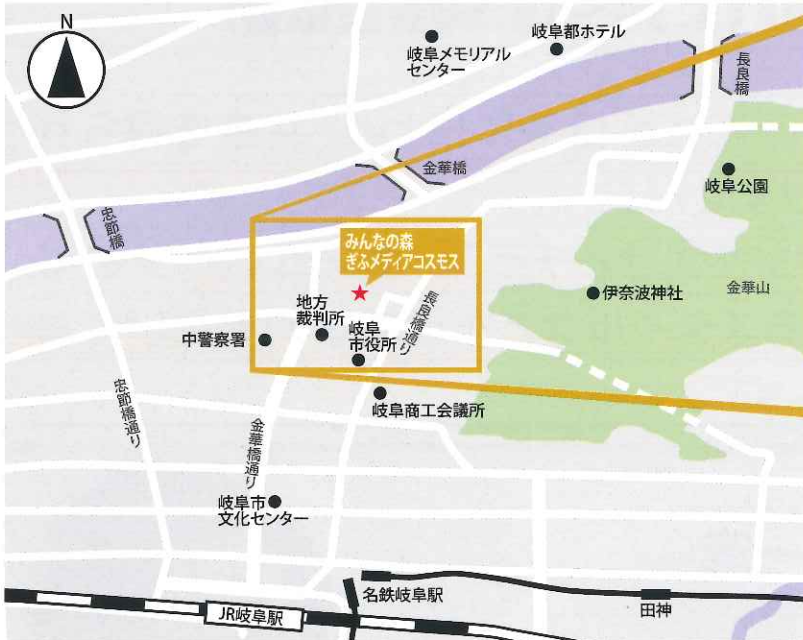 N
岐阜メモリアル
センター
岐阜都ホテル
長良橋
金華橋
岐阜公園
忠節橋
みんなの森
ぎふメディアコスモス
伊奈波神社
金華山
地方
裁判所
長良橋通り
中警察署
岐阜
市役所
岐阜商工会議所
忠節橋通り
金華橋通り
岐阜市
文化センター
名鉄岐阜駅
田神
JR岐阜駅